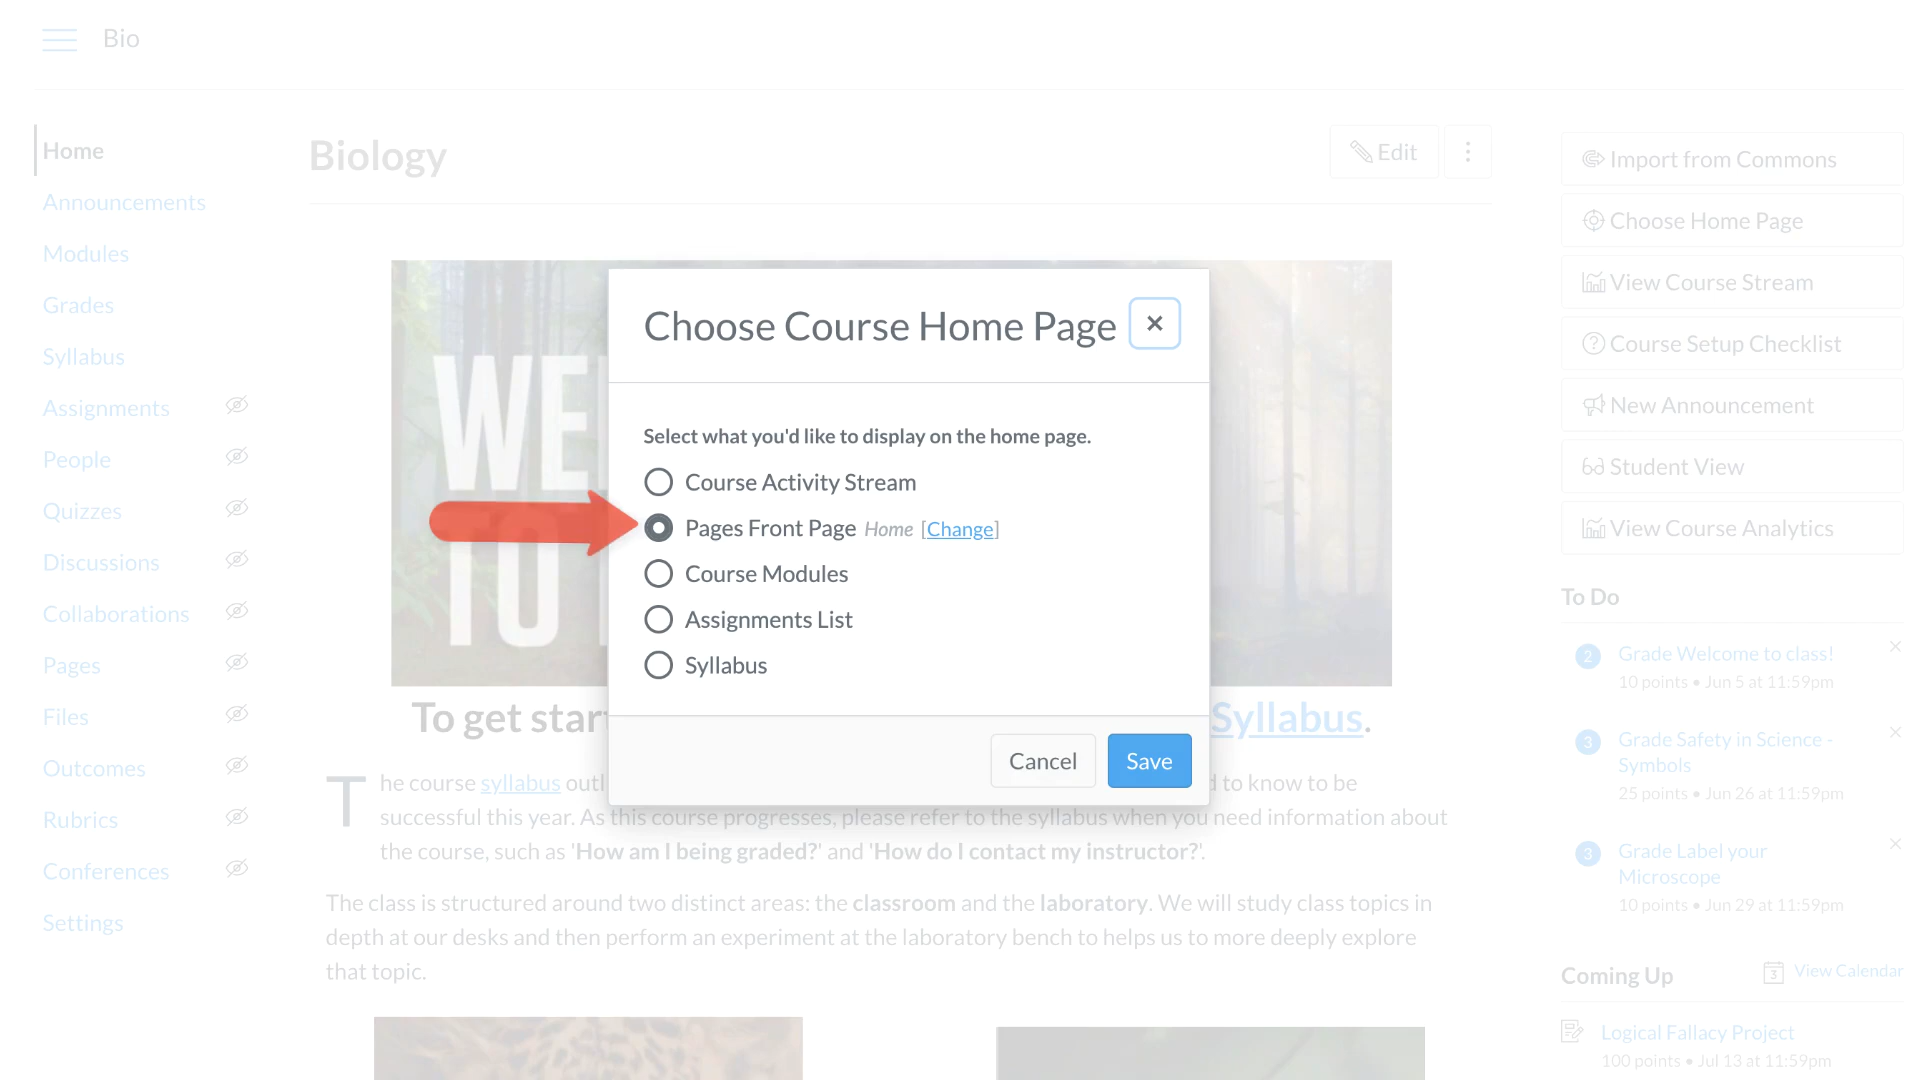 Bio
Home
Announcements
Modules
Grades
Syllabus
Assignments
People
Quizzes
Discussions
Collaborations
Pages
Files
Outcomes
Rubrics
Conferences
Settings
Biology
Edit
WE
TO
Choose Course Home Page
Select what you'd like to display on the home page.
Course Activity Stream
Pages Front Page Home [Change]
Course Modules
Assignments List
Syllabus
Cancel Save
To get star Syllabus.
The course syllabus outl d to know to be
successful this year. As this course progresses, please refer to the syllabus when you need information about
the course, such as 'How am I being graded?' and 'How do I contact my instructor?'.
The class is structured around two distinct areas: the classroom and the laboratory. We will study class topics in
depth at our desks and then perform an experiment at the laboratory bench to helps us to more deeply explore
that topic.
Import from Commons
Choose Home Page
View Course Stream
Course Setup Checklist
New Announcement
Student View
View Course Analytics
To Do
2 Grade Welcome to class!
10 points • Jun 5 at 11:59pm
3 Grade Safety in Science -
Symbols
25 points • Jun 26 at 11:59pm
3 Grade Label your
Microscope
10 points • Jun 29 at 11:59pm
Coming Up 3 View Calendar
Logical Fallacy Project
100 points • Jul 13 at 11:59pm